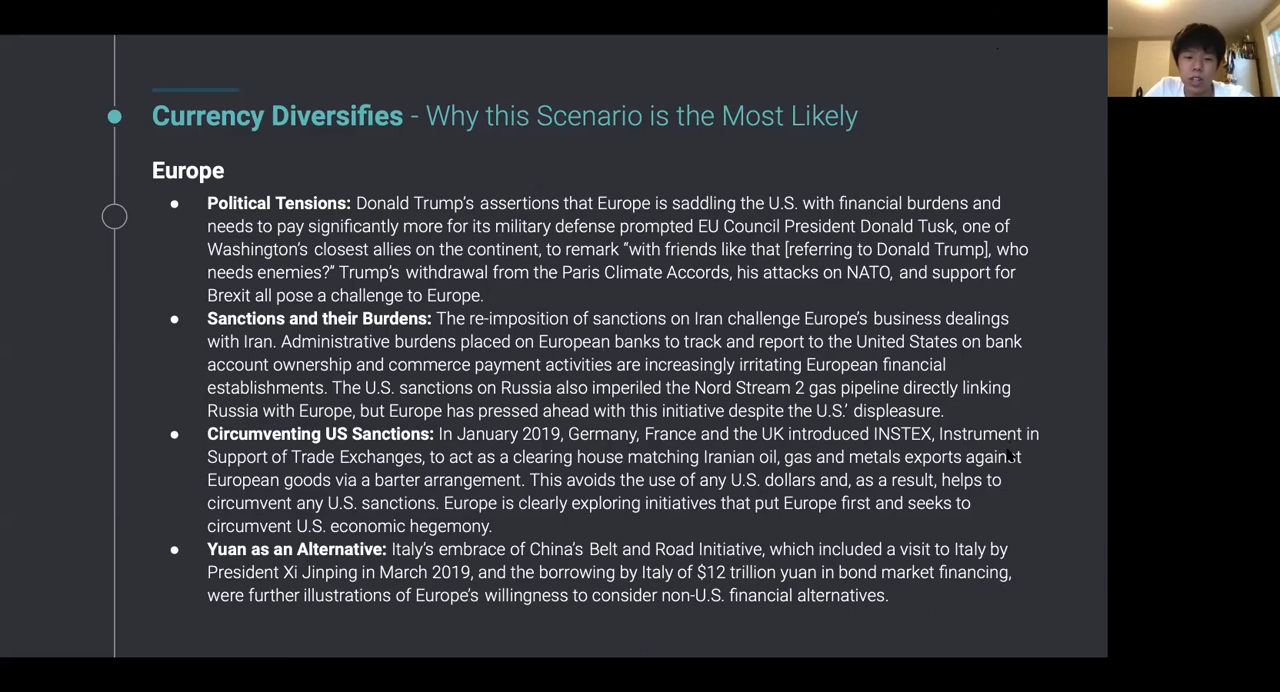 Currency Diversifies - Why this Scenario is the Most Likely
Europe
● Political Tensions: Donald Trump's assertions that Europe is saddling the U.S. with financial burdens and
needs to pay significantly more for its military defense prompted EU Council President Donald Tusk, one of
Washington's closest allies on the continent, to remark "with friends like that [referring to Donald Trump], who
needs enemies?" Trump's withdrawal from the Paris Climate Accords, his attacks on NATO, and support for
Brexit all pose a challenge to Europe.
● Sanctions and their Burdens: The re-imposition of sanctions on Iran challenge Europe's business dealings
with Iran. Administrative burdens placed on European banks to track and report to the United States on bank
account ownership and commerce payment activities are increasingly irritating European financial
establishments. The U.S. sanctions on Russia also imperiled the Nord Stream 2 gas pipeline directly linking
Russia with Europe, but Europe has pressed ahead with this initiative despite the U.S.' displeasure.
● Circumventing US Sanctions: In January 2019, Germany, France and the UK introduced INSTEX, Instrument in
Support of Trade Exchanges, to act as a clearing house matching Iranian oil, gas and metals exports against
European goods via a barter arrangement. This avoids the use of any U.S. dollars and, as a result, helps to
circumvent any U.S. sanctions. Europe is clearly exploring initiatives that put Europe first and seeks to
circumvent U.S. economic hegemony.
● Yuan as an Alternative: Italy's embrace of China's Belt and Road Initiative, which included a visit to Italy by
President Xi Jinping in March 2019, and the borrowing by Italy of $12 trillion yuan in bond market financing,
were further illustrations of Europe's willingness to consider non-U.S. financial alternatives.